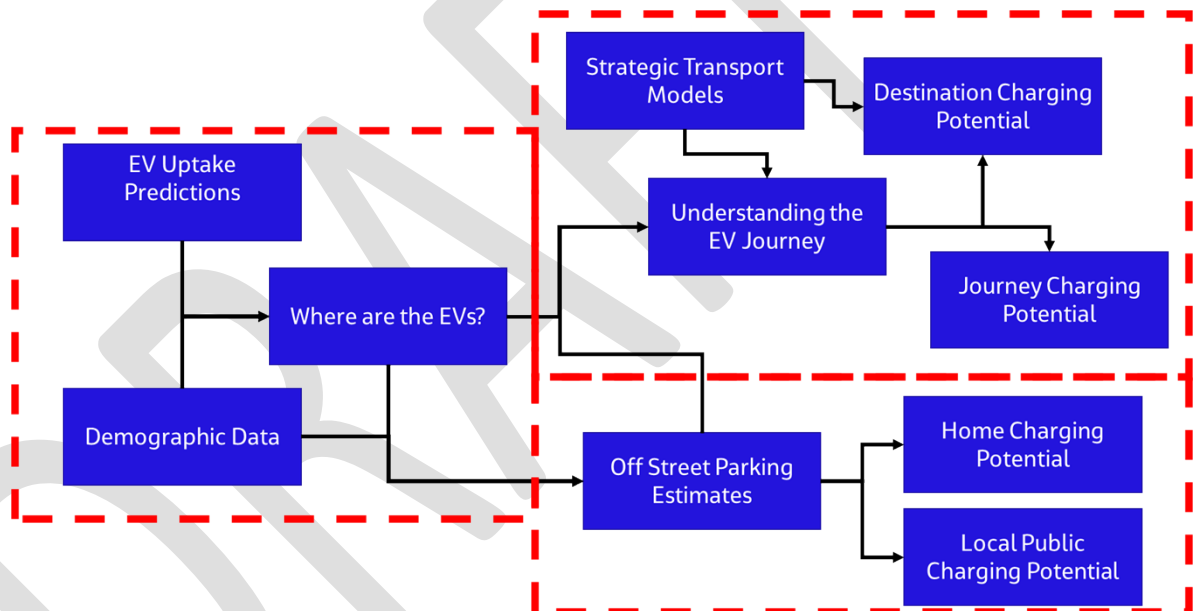 Strategic Transport
Models
Destination Charging
Potential
EV Uptake
Predictions
Understanding the
EV Journey
Where are the EVs?
Journey Charging
Potential
Demographic Data
Off Street Parking
Estimates
Home Charging
Potential
Local Public
Charging Potential
DRAFT